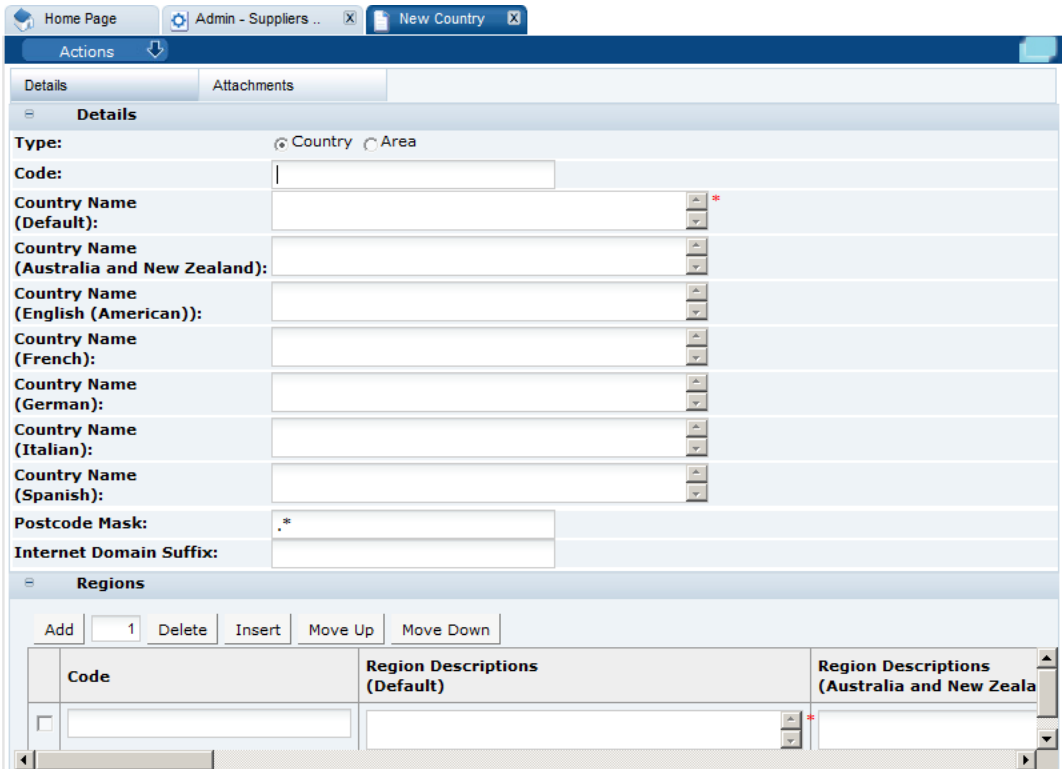 Home Page Admin - Suppliers .. X New Country X
Actions
Details Attachments
Details
Type: Country Area
Code:
Country Name
(Default): *
Country Name
(Australia and New Zealand):
Country Name
(English (American)):
Country Name
(French):
Country Name
(German):
Country Name
(Italian):
Country Name
(Spanish):
Postcode Mask: .*
Internet Domain Suffix:
Regions
Add 1 Delete Insert Move Up Move Down
Code Region Descriptions
(Default) Region Descriptions
(Australia and New Zeala
*